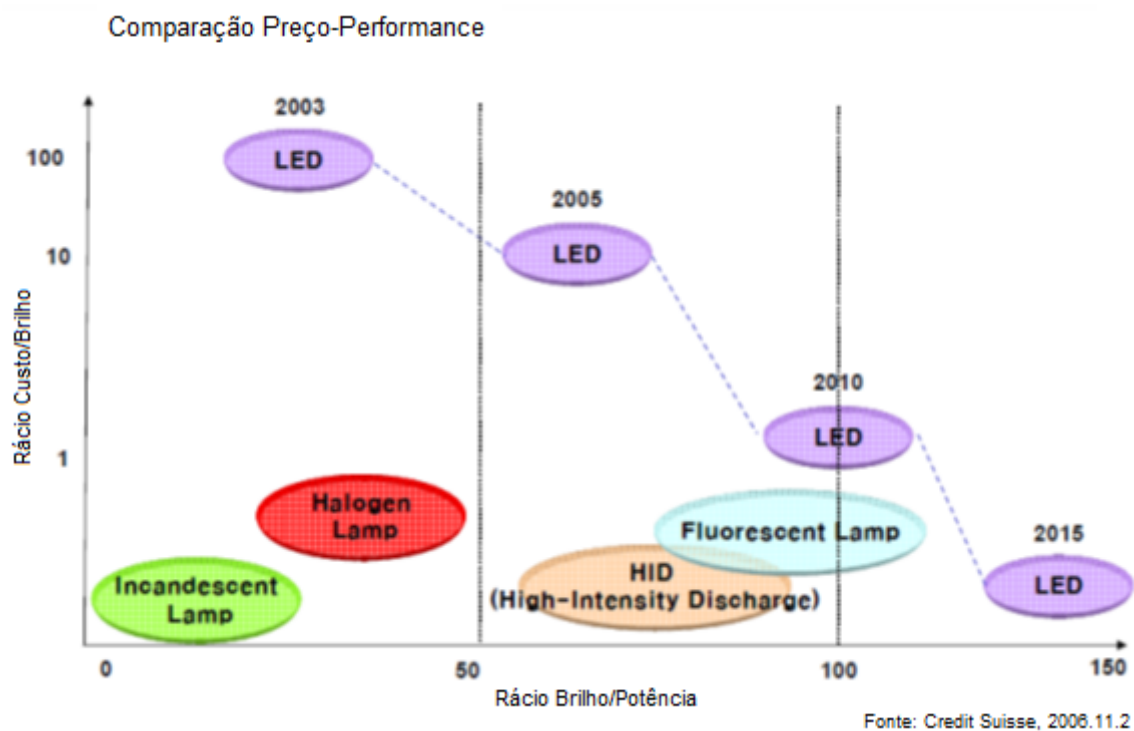 Comparação Preço-Performance
2003
LED
100
2005
LED
10
Rácio Custo/Brilho
2010
LED
1
Halogen
Lamp
Fluorescent Lamp
2015
LED
HID
(High-Intensity Discharge)
Incandescent
Lamp
0
50
100
150
Rácio Brilho/Potência
Fonte: Credit Suisse, 2006.11.2